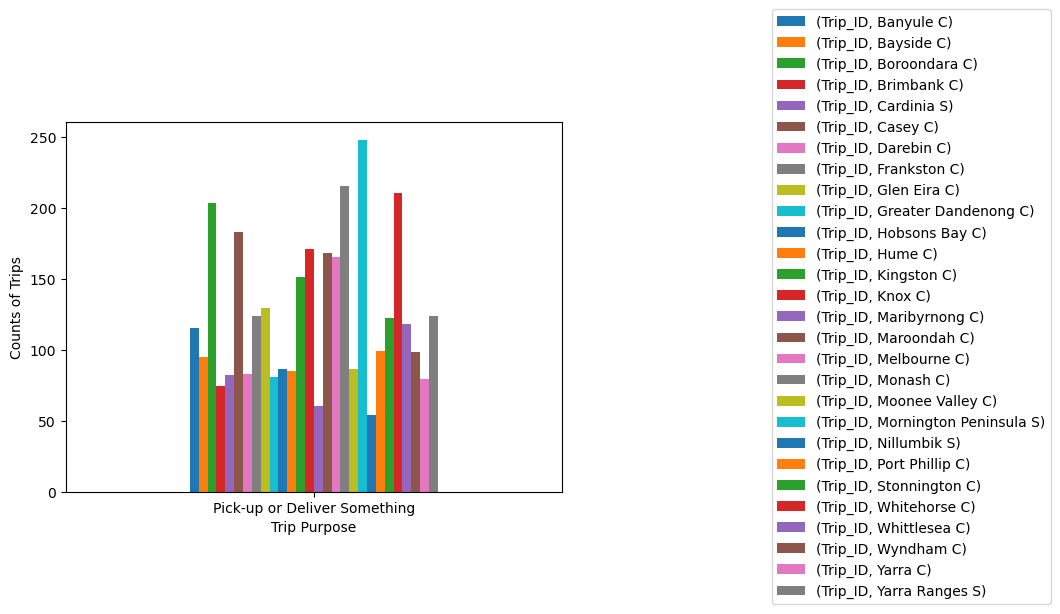 (Trip_ID, Banyule C)
(Trip_ID, Bayside C)
(Trip_ID, Boroondara C)
(Trip_ID, Brimbank C)
(Trip_ID, Cardinia S)
(Trip_ID, Casey C)
(Trip_ID, Darebin C)
(Trip_ID, Frankston C)
(Trip_ID, Glen Eira C)
(Trip_ID, Greater Dandenong C)
(Trip_ID, Hobsons Bay C)
(Trip_ID, Hume C)
(Trip_ID, Kingston C)
(Trip_ID, Knox C)
(Trip_ID, Maribyrnong C)
(Trip_ID, Maroondah C)
(Trip_ID, Melbourne C)
(Trip_ID, Monash C)
(Trip_ID, Moonee Valley C)
(Trip_ID, Mornington Peninsula S)
(Trip_ID, Nillumbik S)
(Trip_ID, Port Phillip C)
(Trip_ID, Stonnington C)
(Trip_ID, Whitehorse C)
(Trip_ID, Whittlesea C)
(Trip_ID, Wyndham C)
(Trip_ID, Yarra C)
(Trip_ID, Yarra Ranges S)
Counts of Trips
250
200
150
100
50
0
Pick-up or Deliver Something
Trip Purpose